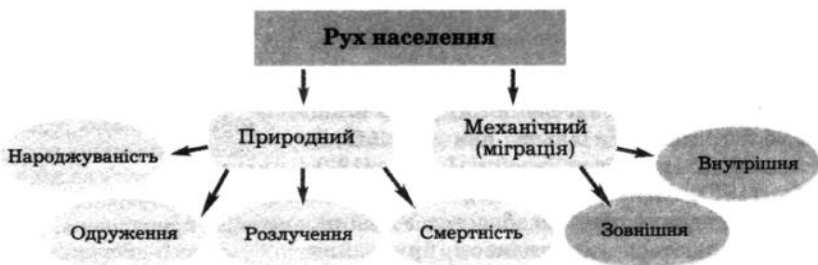 Рух населення
Природний
Механічний
(міграція)
Народжуваність
Внутрішня
Одруження
Розлучення
Смертність
Зовнішня